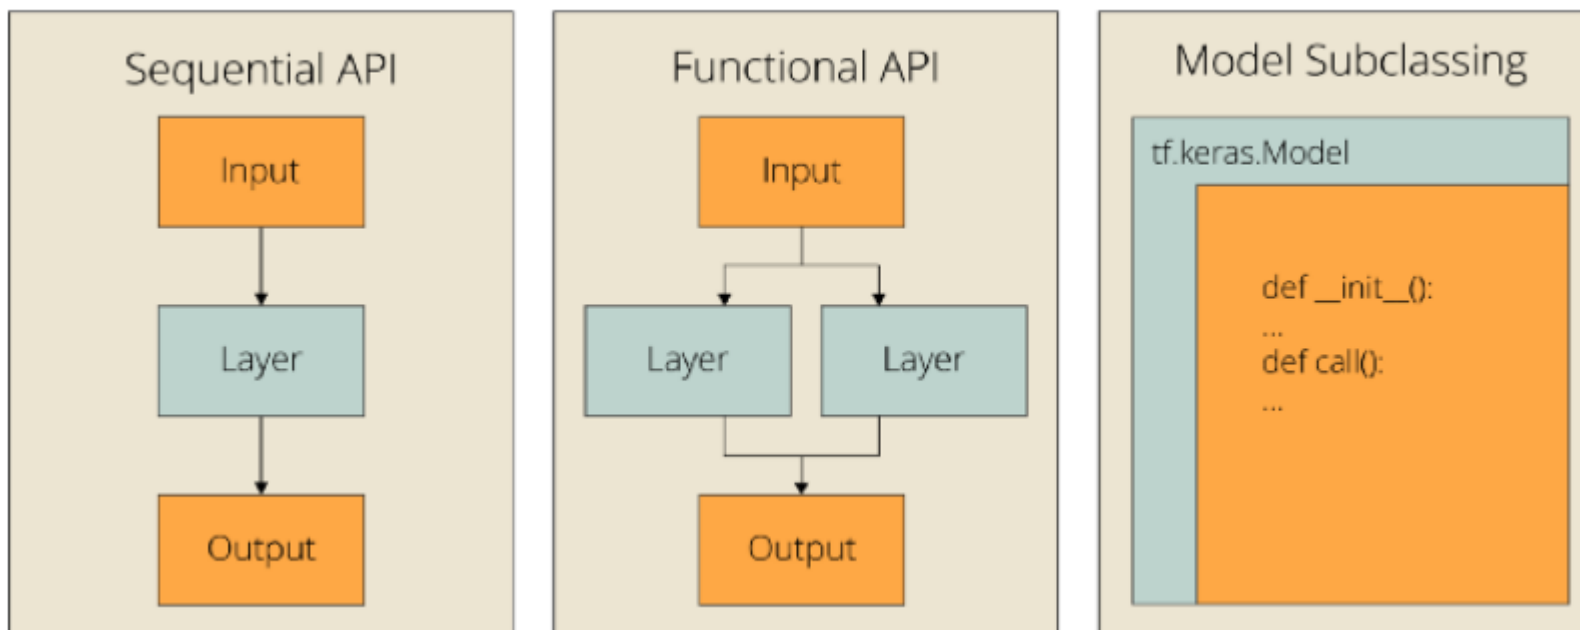 Sequential API
Input
Layer
Output
Functional API
Input
Layer
Layer
Output
Model Subclassing
tf.keras.Model
def __init__():
...
def call():
...